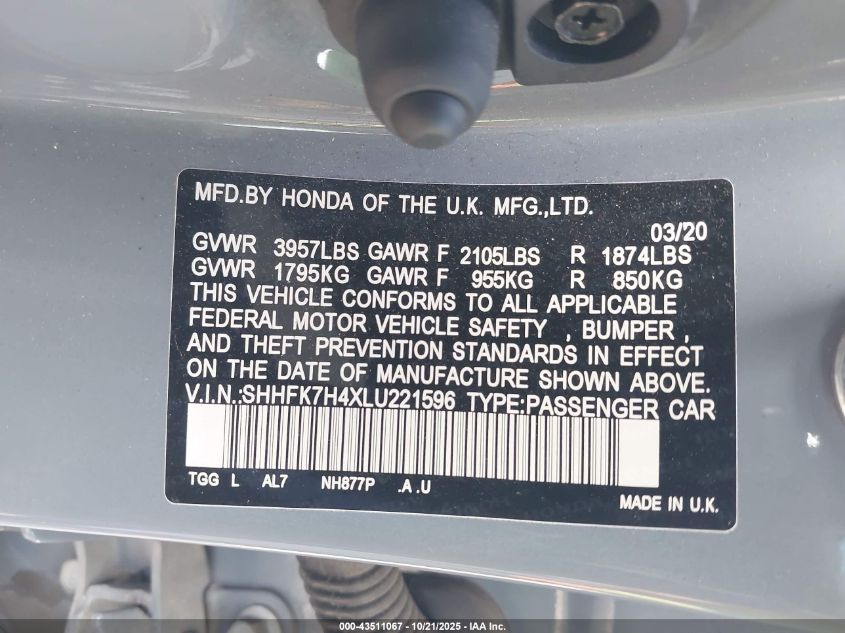 MFD.BY HONDA OF THE U.K. MFG.,LTD.
03/20
GVWR 3957LBS GAWR F 2105LBS R 1874LBS
GVWR 1795KG GAWR F 955KG R 850KG
THIS VEHICLE CONFORMS TO ALL APPLICABLE
FEDERAL MOTOR VEHICLE SAFETY , BUMPER ,
AND THEFT PREVENTION STANDARDS IN EFFECT
ON THE DATE OF MANUFACTURE SHOWN ABOVE.
V.I.N.:SHHFK7H4XLU221596 TYPE:PASSENGER CAR
TGG L AL7 NH877P .A .U
MADE IN U.K.
000-43511067 - 10/21/2025 - IAA Inc.